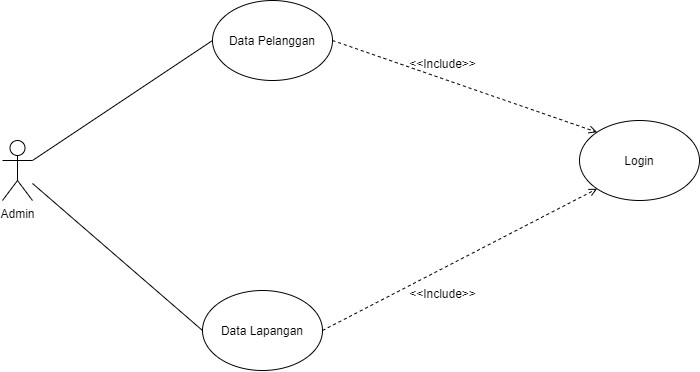 Data Pelanggan
<<Include>>
Login
Admin
<<Include>>
Data Lapangan